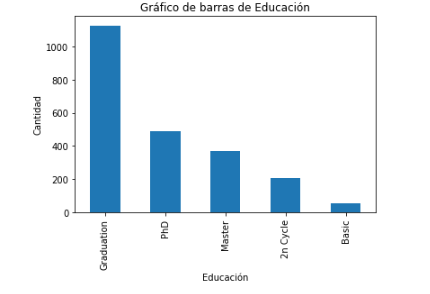 Gráfico de barras de Educación
1000
800
600
400
200
0
Cantidad
Graduation
PhD
Master
2n Cycle
Basic
Educación